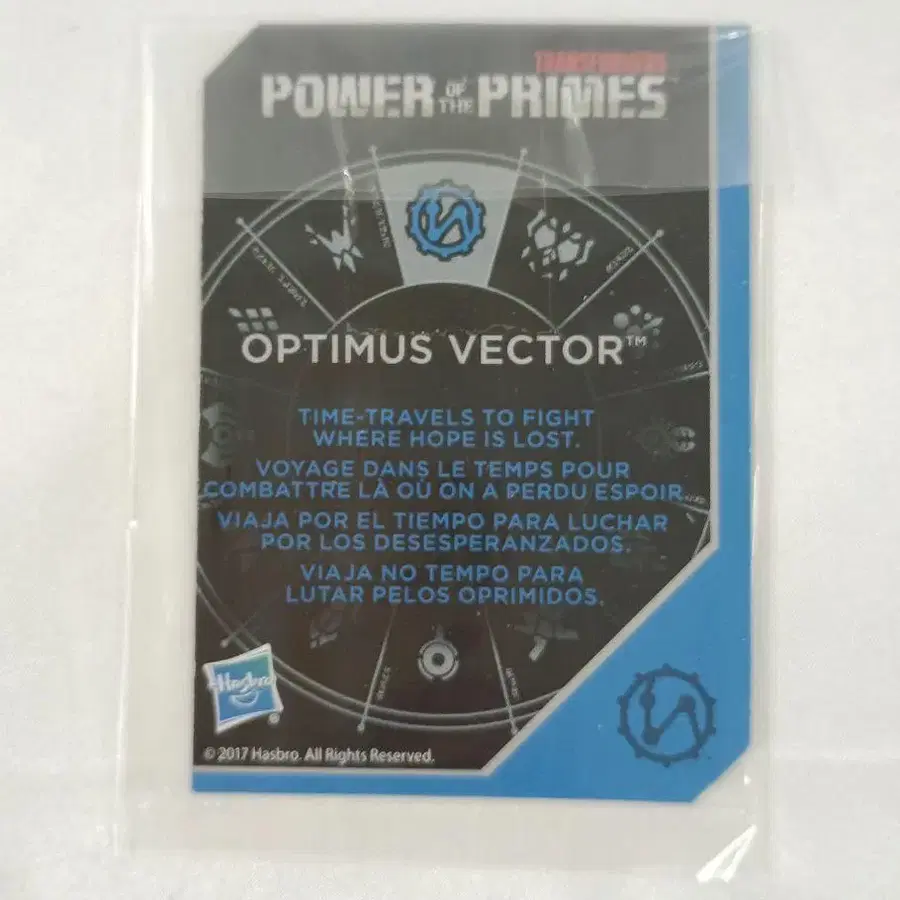 TRANSFORMERS
POWER OF THE PRIMES™
OPTIMUS VECTOR™
TIME-TRAVELS TO FIGHT
WHERE HOPE IS LOST.
VOYAGE DANS LE TEMPS POUR
COMBATTRE LÀ OÙ ON A PERDU ESPOIR.
VIAJA POR EL TIEMPO PARA LUCHAR
POR LOS DESESPERANZADOS.
VIAJA NO TEMPO PARA
LUTAR PELOS OPRIMIDOS.
Hasbro
®
© 2017 Hasbro. All Rights Reserved.